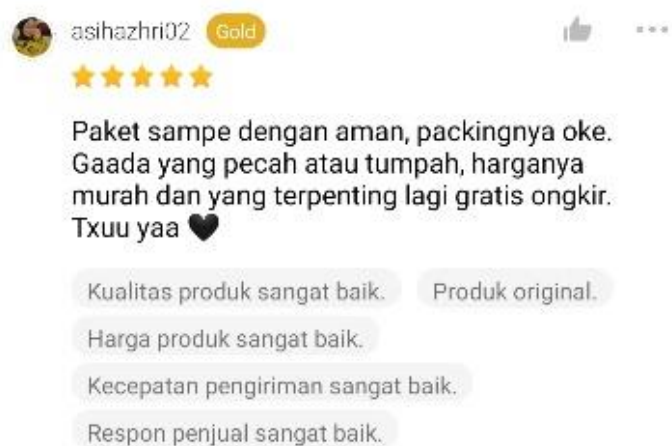 asihazhri02 Gold
Paket sampe dengan aman, packingnya oke.
Gaada yang pecah atau tumpah, harganya
murah dan yang terpenting lagi gratis ongkir.
Txuu yaa 🖤
Kualitas produk sangat baik. Produk original.
Harga produk sangat baik.
Kecepatan pengiriman sangat baik.
Respon penjual sangat baik.